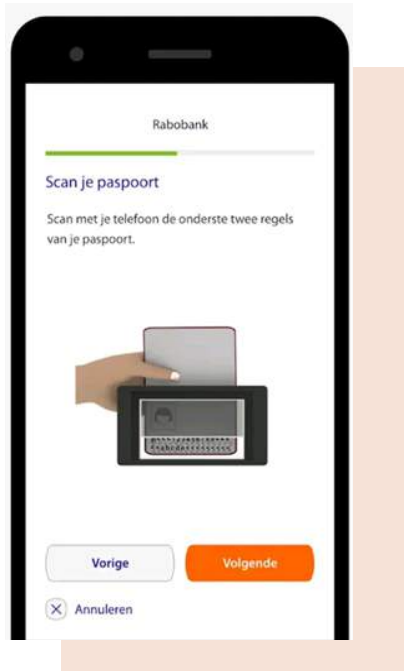 Rabobank
Scan je paspoort
Scan met je telefoon de onderste twee regels
van je paspoort.
Vorige
Volgende
Annuleren